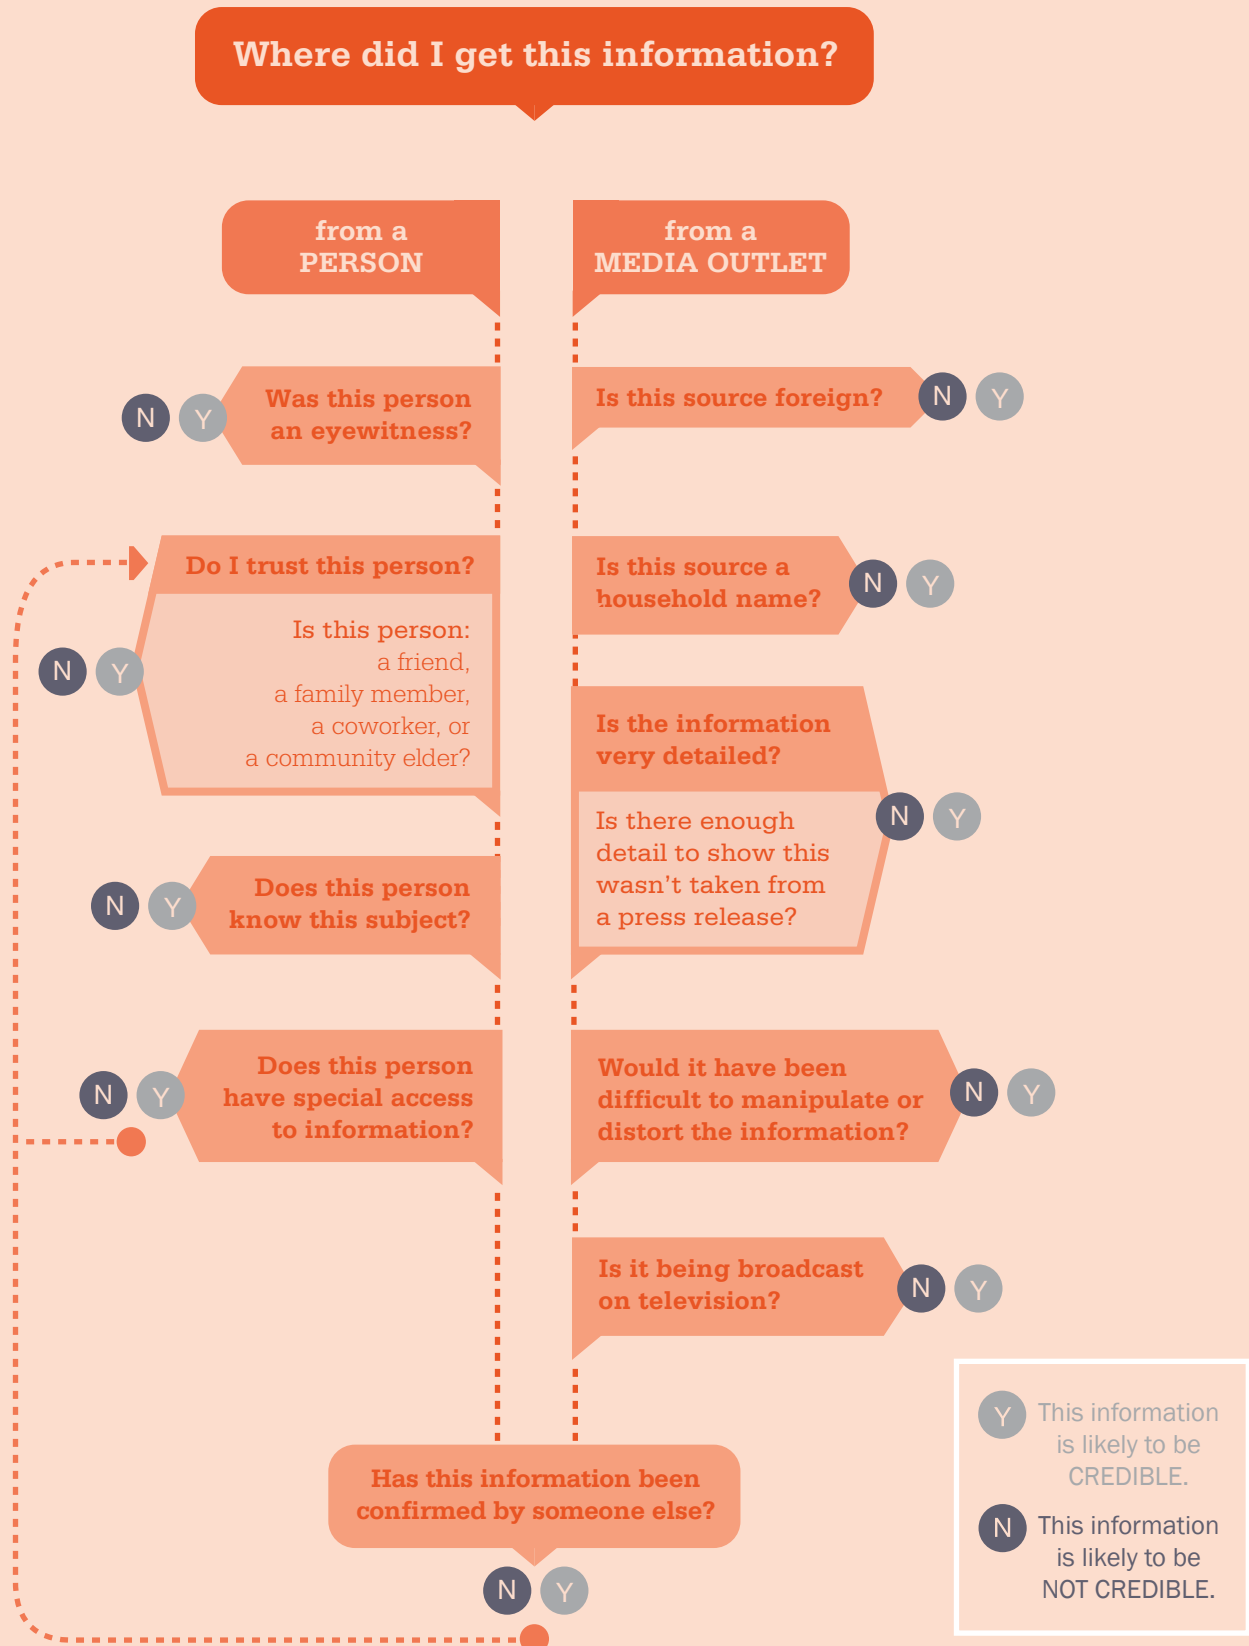 Where did I get this information?
from a
PERSON
from a
MEDIA OUTLET
Was this person
an eyewitness?
N Y
Is this source foreign?
N Y
Do I trust this person?
Is this person:
a friend,
a family member,
a coworker, or
a community elder?
N Y
Is this source a
household name?
N Y
Is the information
very detailed?
Is there enough
detail to show this
wasn't taken from
a press release?
N Y
Does this person
know this subject?
N Y
Does this person
have special access
to information?
N Y
Would it have been
difficult to manipulate or
distort the information?
N Y
Is it being broadcast
on television?
N Y
Has this information been
confirmed by someone else?
N Y
Y This information
is likely to be
CREDIBLE.
N This information
is likely to be
NOT CREDIBLE.